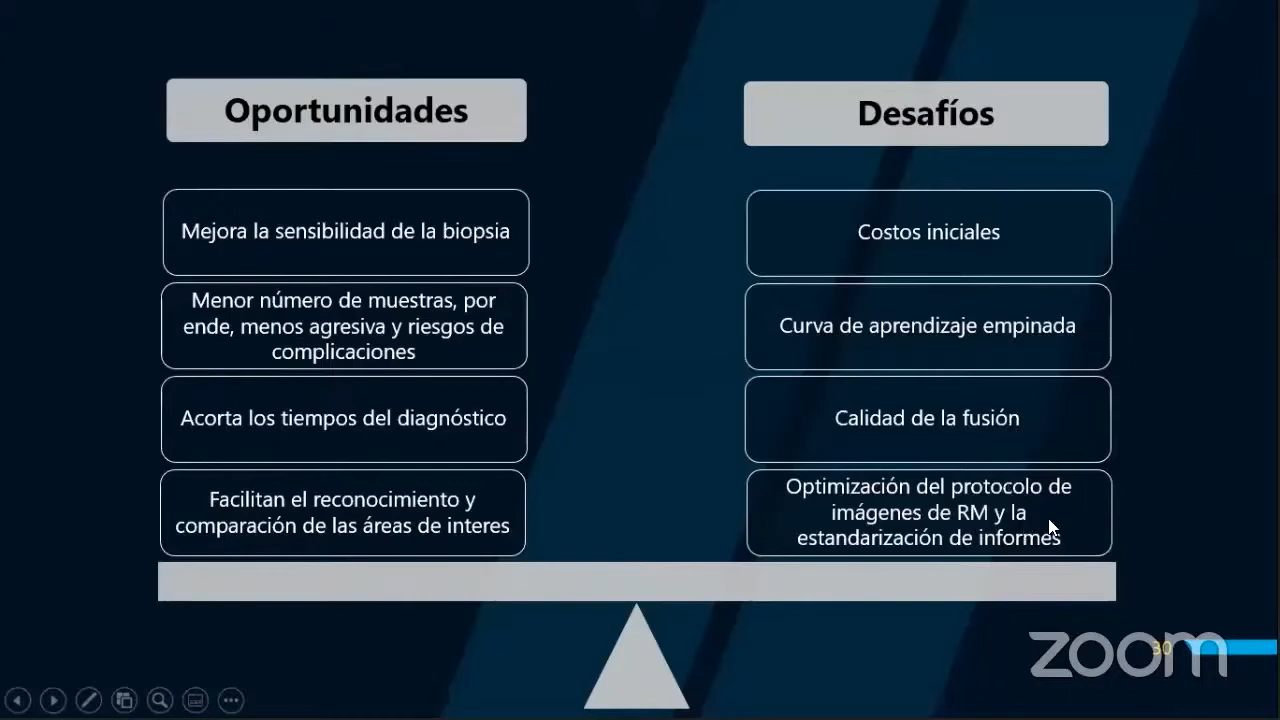 Oportunidades
Mejora la sensibilidad de la biopsia
Menor número de muestras, por
ende, menos agresiva y riesgos de
complicaciones
Acorta los tiempos del diagnóstico
Facilitan el reconocimiento y
comparación de las áreas de interes
Desafíos
Costos iniciales
Curva de aprendizaje empinada
Calidad de la fusión
Optimización del protocolo de
imágenes de RM y la
estandarización de informes
30
zoom